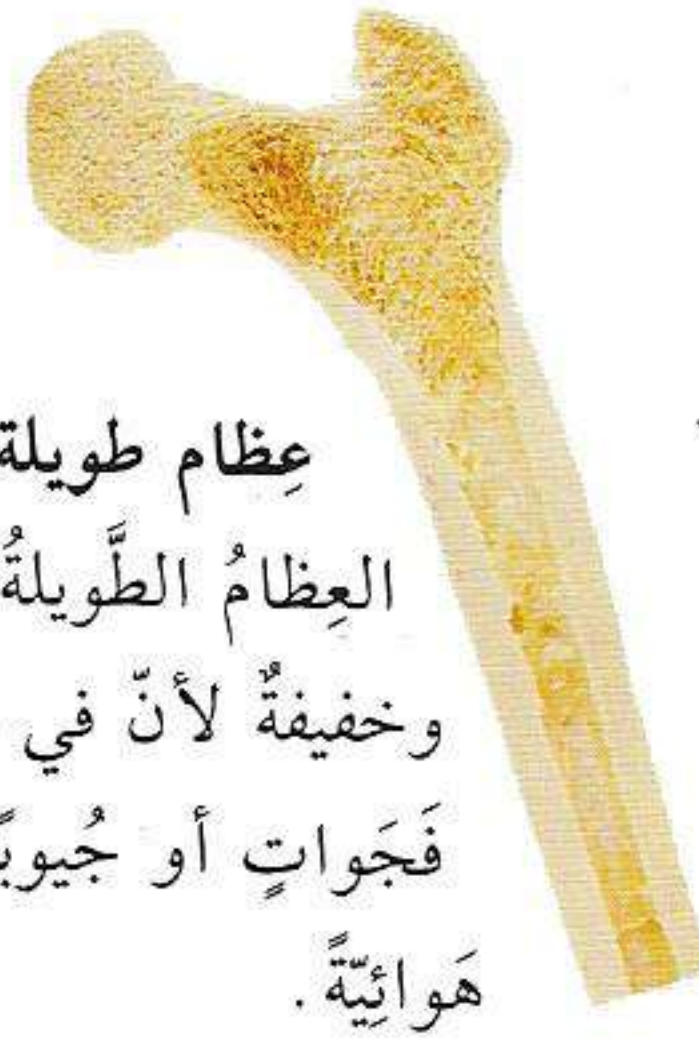 عِظام طويلة
العِظامُ الطَّويلةُ
وخفيفةٌ لأنّ في
فَجَواتٍ أو جُيوبًا
هَوائِيّةً .